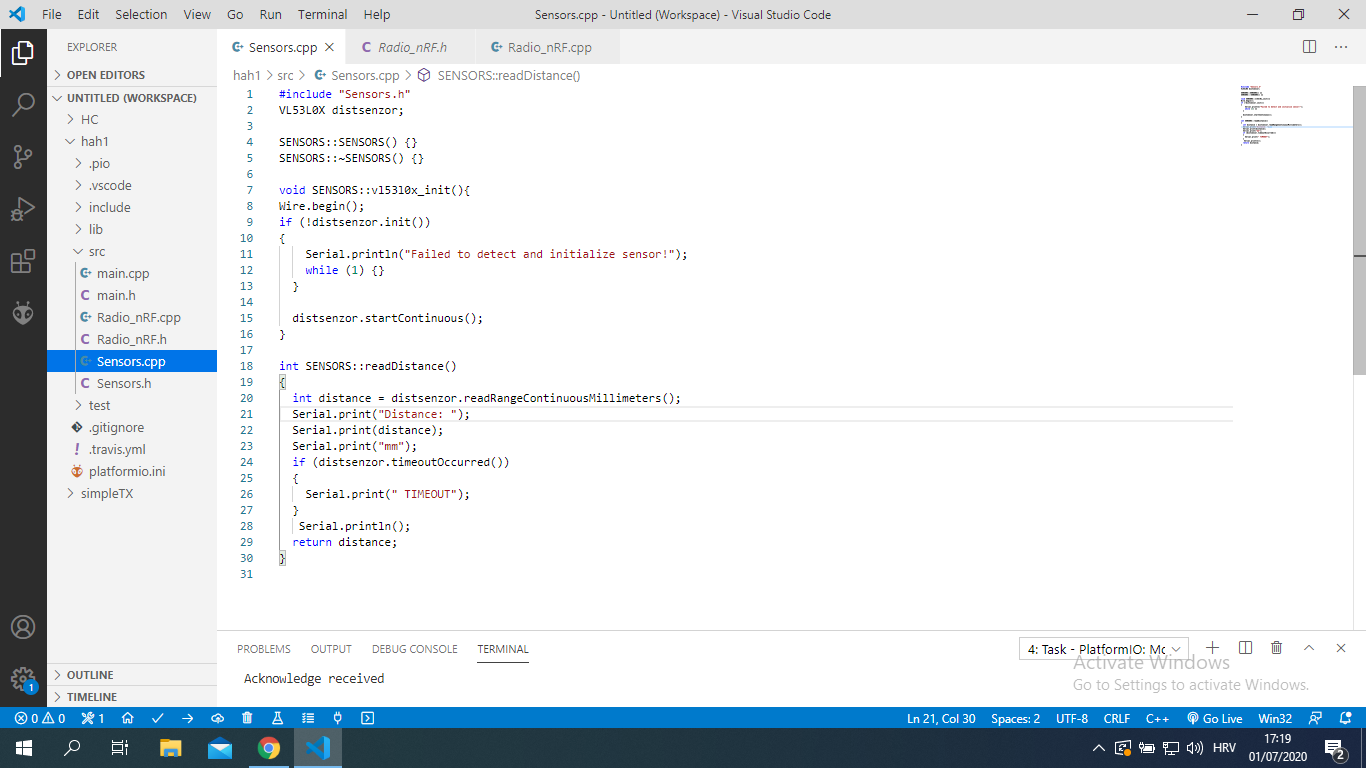 File Edit Selection View Go Run Terminal Help Sensors.cpp - Untitled (Workspace) - Visual Studio Code
EXPLORER
OPEN EDITORS
UNTITLED (WORKSPACE)
HC
hah1
.pio
.vscode
include
lib
src
main.cpp
main.h
Radio_nRF.cpp
Radio_nRF.h
Sensors.cpp
Sensors.h
test
.gitignore
.travis.yml
platformio.ini
simpleTX
OUTLINE
TIMELINE
1
Sensors.cpp Radio_nRF.h Radio_nRF.cpp
hah1 > src > Sensors.cpp > SENSORS::readDistance()
1 #include "Sensors.h"
2 VL53L0X distsenzor;
3
4 SENSORS::SENSORS() {}
5 SENSORS::~SENSORS() {}
6
7 void SENSORS::vl53l0x_init(){
8 Wire.begin();
9 if (!distsenzor.init())
10 {
11 Serial.println("Failed to detect and initialize sensor!");
12 while (1) {}
13 }
14
15 distsenzor.startContinuous();
16 }
17
18 int SENSORS::readDistance()
19 {
20 int distance = distsenzor.readRangeContinuousMillimeters();
21 Serial.print("Distance: ");
22 Serial.print(distance);
23 Serial.print("mm");
24 if (distsenzor.timeoutOccurred())
25 {
26 Serial.print(" TIMEOUT");
27 }
28 Serial.println();
29 return distance;
30 }
31
PROBLEMS OUTPUT DEBUG CONSOLE TERMINAL 4: Task - PlatformIO: Mc
Acknowledge received
Activate Windows
Go to Settings to activate Windows.
0 0 1 Ln 21, Col 30 Spaces: 2 UTF-8 CRLF C++ Go Live Win32
HRV 17:19
01/07/2020 2